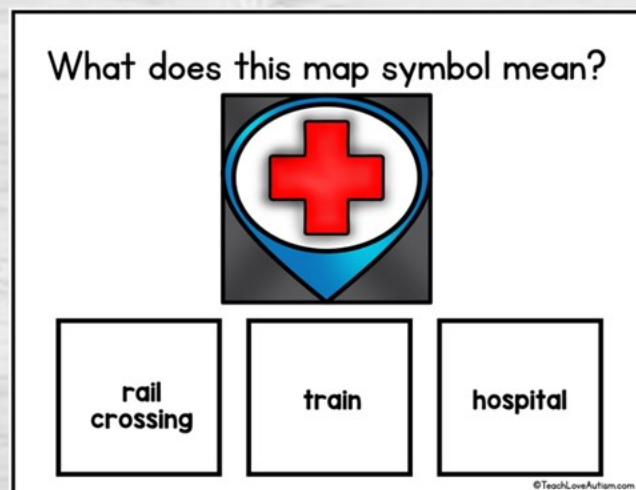 What does this map symbol mean?
rail
crossing
train
hospital
©TeachLoveAutism.com